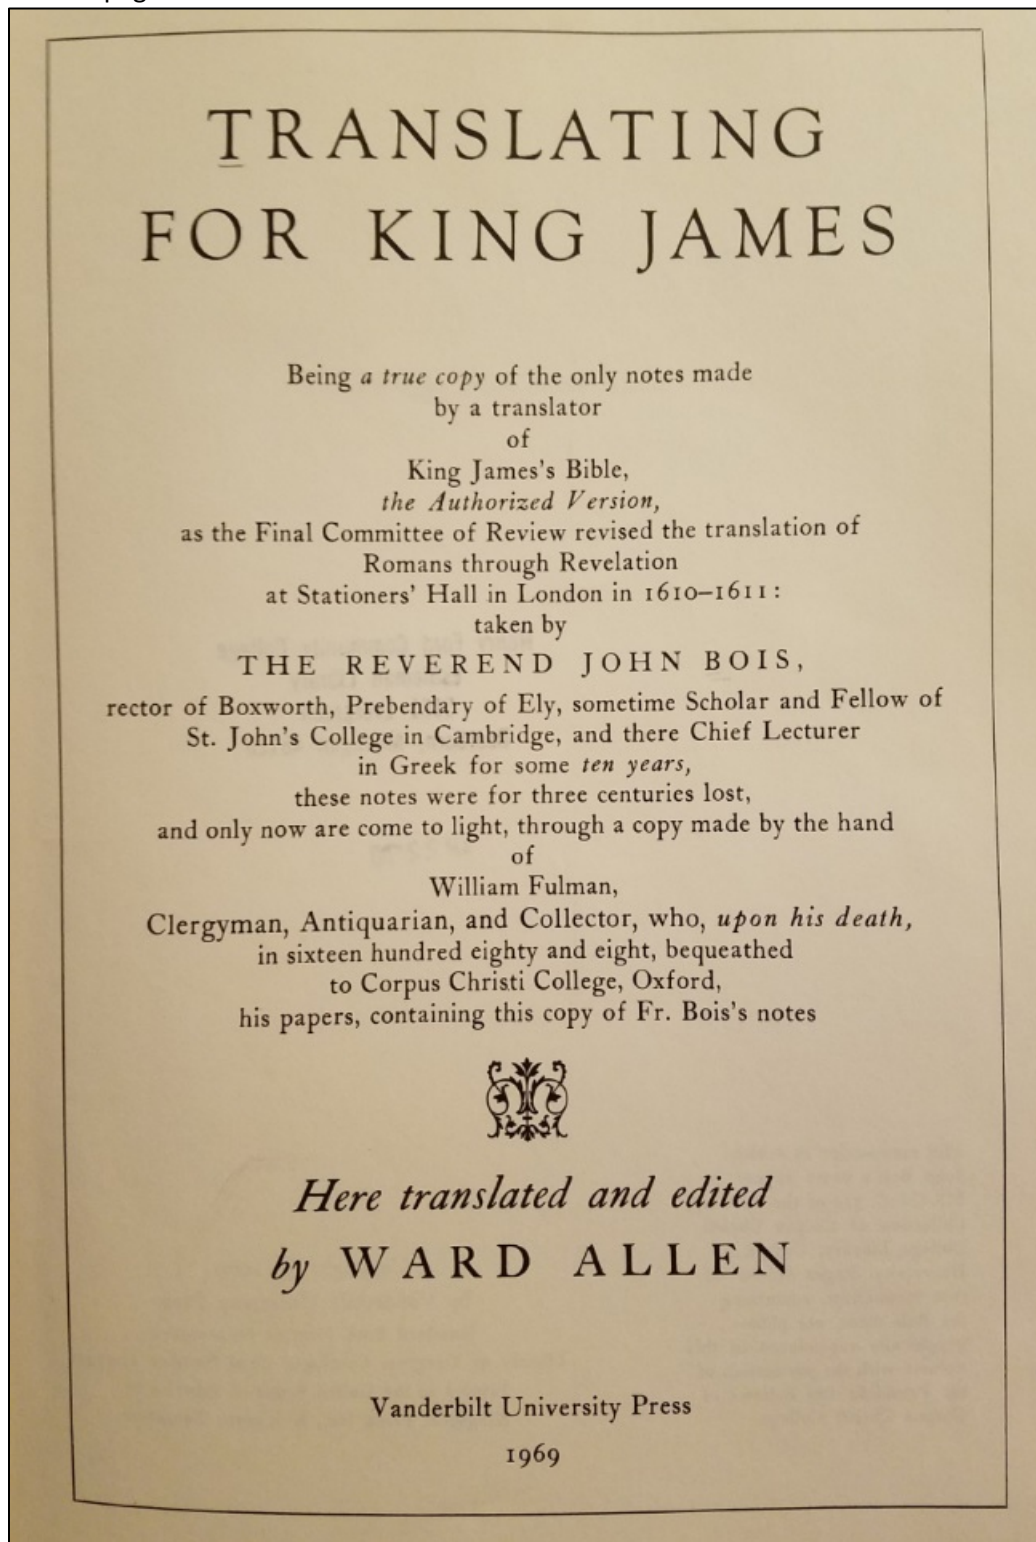 TRANSLATING
FOR KING JAMES
Being a true copy of the only notes made
by a translator
of
King James's Bible,
the Authorized Version,
as the Final Committee of Review revised the translation of
Romans through Revelation
at Stationers' Hall in London in 1610–1611:
taken by
THE REVEREND JOHN BOIS,
rector of Boxworth, Prebendary of Ely, sometime Scholar and Fellow of
St. John's College in Cambridge, and there Chief Lecturer
in Greek for some ten years,
these notes were for three centuries lost,
and only now are come to light, through a copy made by the hand
of
William Fulman,
Clergyman, Antiquarian, and Collector, who, upon his death,
in sixteen hundred eighty and eight, bequeathed
to Corpus Christi College, Oxford,
his papers, containing this copy of Fr. Bois's notes
Here translated and edited
by WARD ALLEN
Vanderbilt University Press
1969